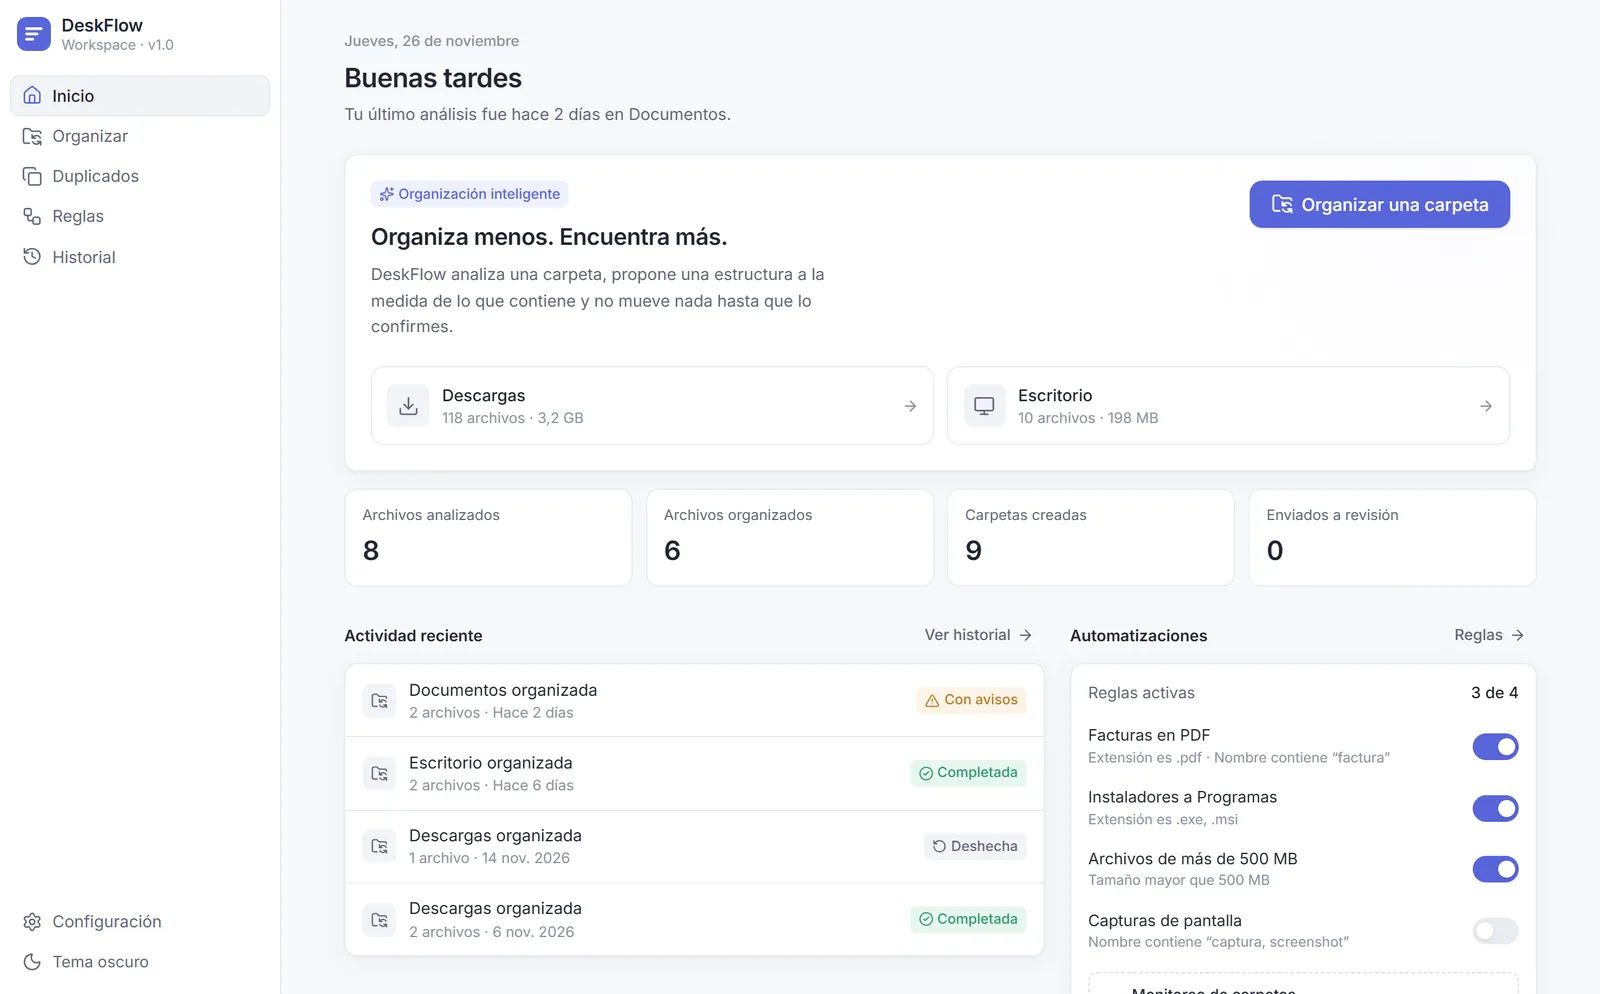 DeskFlow
Workspace · v1.0
Inicio
Organizar
Duplicados
Reglas
Historial
Configuración
Tema oscuro
Jueves, 26 de noviembre
Buenas tardes
Tu último análisis fue hace 2 días en Documentos.
Organización inteligente
Organizar una carpeta
Organiza menos. Encuentra más.
DeskFlow analiza una carpeta, propone una estructura a la
medida de lo que contiene y no mueve nada hasta que lo
confirmes.
Descargas
118 archivos · 3,2 GB
Escritorio
10 archivos · 198 MB
Archivos analizados
8
Archivos organizados
6
Carpetas creadas
9
Enviados a revisión
0
Actividad reciente
Ver historial
Documentos organizada
2 archivos · Hace 2 días
Con avisos
Escritorio organizada
2 archivos · Hace 6 días
Completada
Descargas organizada
1 archivo · 14 nov. 2026
Deshecha
Descargas organizada
2 archivos · 6 nov. 2026
Completada
Automatizaciones
Reglas
Reglas activas
3 de 4
Facturas en PDF
Extensión es .pdf · Nombre contiene “factura”
Instaladores a Programas
Extensión es .exe, .msi
Archivos de más de 500 MB
Tamaño mayor que 500 MB
Capturas de pantalla
Nombre contiene “captura, screenshot”
Monitoreo de carpetas